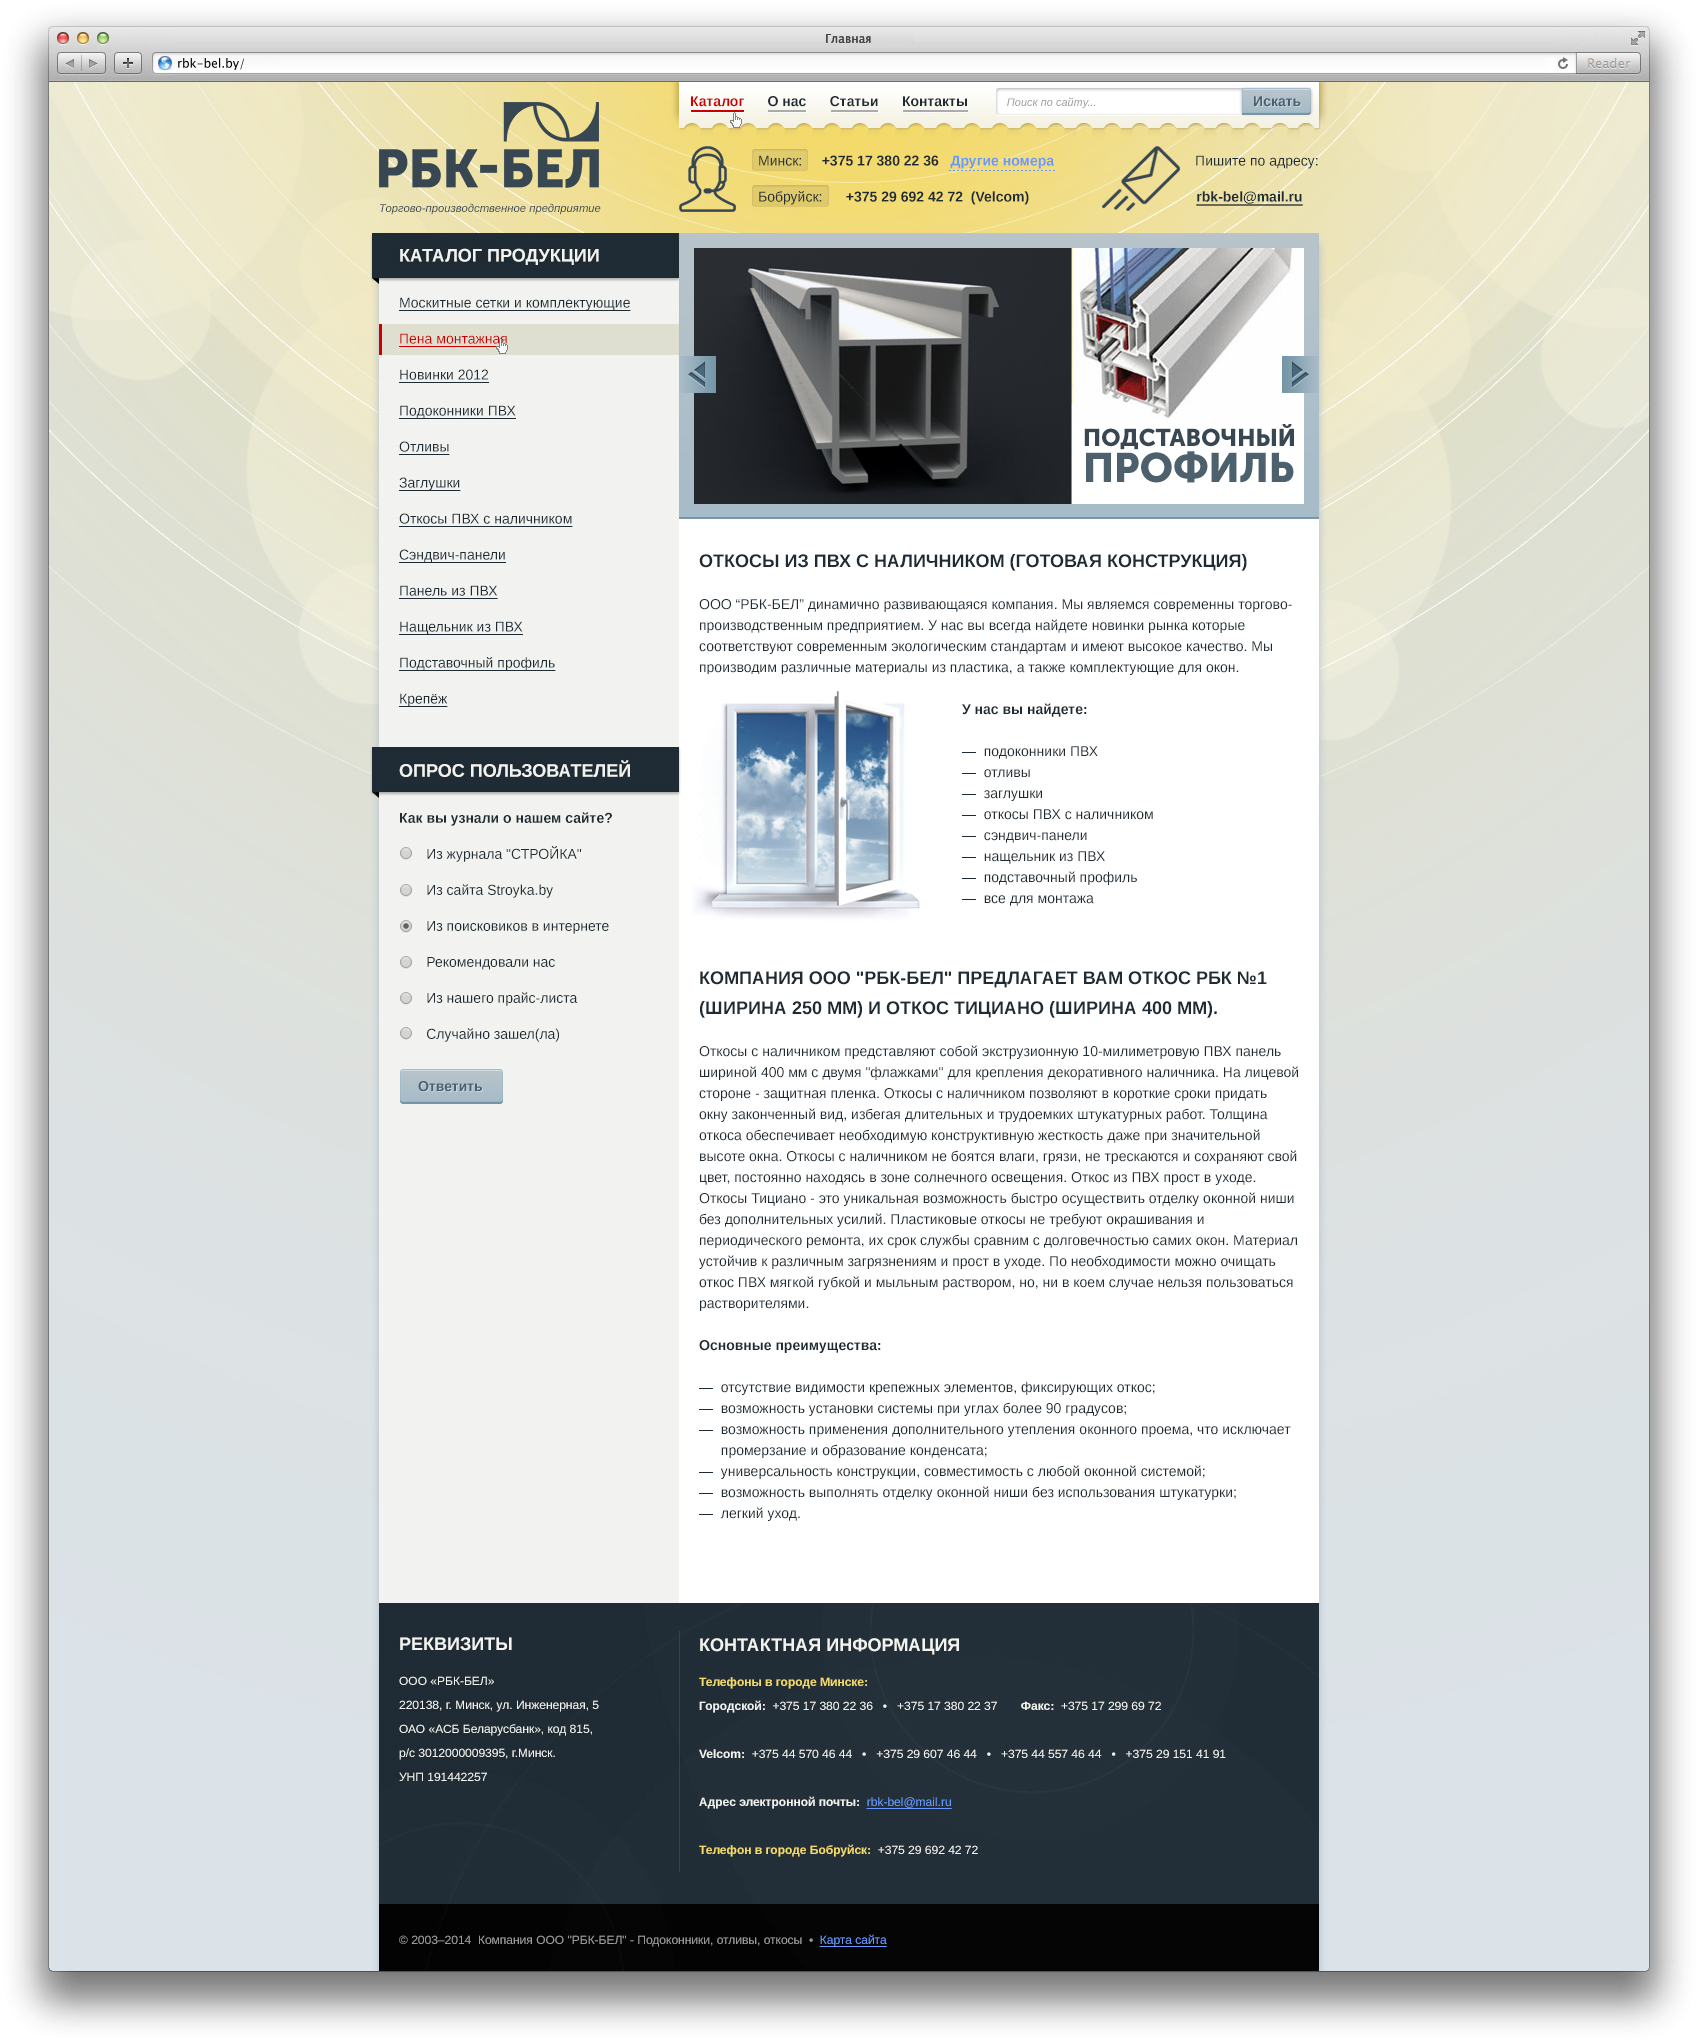 Главная
rbk-bel.by/
Reader
Каталог О нас Статьи Контакты Поиск по сайту... Искать
РБК-БЕЛ
Торгово-производственное предприятие
Минск: +375 17 380 22 36 Другие номера
Бобруйск: +375 29 692 42 72 (Velcom)
Пишите по адресу:
rbk-bel@mail.ru
КАТАЛОГ ПРОДУКЦИИ
Москитные сетки и комплектующие
Пена монтажная
Новинки 2012
Подоконники ПВХ
Отливы
Заглушки
Откосы ПВХ с наличником
Сэндвич-панели
Панель из ПВХ
Нащельник из ПВХ
Подставочный профиль
Крепёж
ОПРОС ПОЛЬЗОВАТЕЛЕЙ
Как вы узнали о нашем сайте?
Из журнала "СТРОЙКА"
Из сайта Stroyka.by
Из поисковиков в интернете
Рекомендовали нас
Из нашего прайс-листа
Случайно зашел(ла)
Ответить
ПОДСТАВОЧНЫЙ
ПРОФИЛЬ
ОТКОСЫ ИЗ ПВХ С НАЛИЧНИКОМ (ГОТОВАЯ КОНСТРУКЦИЯ)
ООО “РБК-БЕЛ” динамично развивающаяся компания. Мы являемся современны торгово-
производственным предприятием. У нас вы всегда найдете новинки рынка которые
соответствуют современным экологическим стандартам и имеют высокое качество. Мы
производим различные материалы из пластика, а также комплектующие для окон.
У нас вы найдете:
— подоконники ПВХ
— отливы
— заглушки
— откосы ПВХ с наличником
— сэндвич-панели
— нащельник из ПВХ
— подставочный профиль
— все для монтажа
КОМПАНИЯ ООО "РБК-БЕЛ" ПРЕДЛАГАЕТ ВАМ ОТКОС РБК №1
(ШИРИНА 250 ММ) И ОТКОС ТИЦИАНО (ШИРИНА 400 ММ).
Откосы с наличником представляют собой экструзионную 10-милиметровую ПВХ панель
шириной 400 мм с двумя "флажками" для крепления декоративного наличника. На лицевой
стороне - защитная пленка. Откосы с наличником позволяют в короткие сроки придать
окну законченный вид, избегая длительных и трудоемких штукатурных работ. Толщина
откоса обеспечивает необходимую конструктивную жесткость даже при значительной
высоте окна. Откосы с наличником не боятся влаги, грязи, не трескаются и сохраняют свой
цвет, постоянно находясь в зоне солнечного освещения. Откос из ПВХ прост в уходе.
Откосы Тициано - это уникальная возможность быстро осуществить отделку оконной ниши
без дополнительных усилий. Пластиковые откосы не требуют окрашивания и
периодического ремонта, их срок службы сравним с долговечностью самих окон. Материал
устойчив к различным загрязнениям и прост в уходе. По необходимости можно очищать
откос ПВХ мягкой губкой и мыльным раствором, но, ни в коем случае нельзя пользоваться
растворителями.
Основные преимущества:
— отсутствие видимости крепежных элементов, фиксирующих откос;
— возможность установки системы при углах более 90 градусов;
— возможность применения дополнительного утепления оконного проема, что исключает
промерзание и образование конденсата;
— универсальность конструкции, совместимость с любой оконной системой;
— возможность выполнять отделку оконной ниши без использования штукатурки;
— легкий уход.
РЕКВИЗИТЫ
ООО «РБК-БЕЛ»
220138, г. Минск, ул. Инженерная, 5
ОАО «АСБ Беларусбанк», код 815,
р/с 3012000009395, г.Минск.
УНП 191442257
КОНТАКТНАЯ ИНФОРМАЦИЯ
Телефоны в городе Минске:
Городской: +375 17 380 22 36 • +375 17 380 22 37 Факс: +375 17 299 69 72
Velcom: +375 44 570 46 44 • +375 29 607 46 44 • +375 44 557 46 44 • +375 29 151 41 91
Адрес электронной почты: rbk-bel@mail.ru
Телефон в городе Бобруйск: +375 29 692 42 72
© 2003–2014 Компания ООО "РБК-БЕЛ" - Подоконники, отливы, откосы • Карта сайта